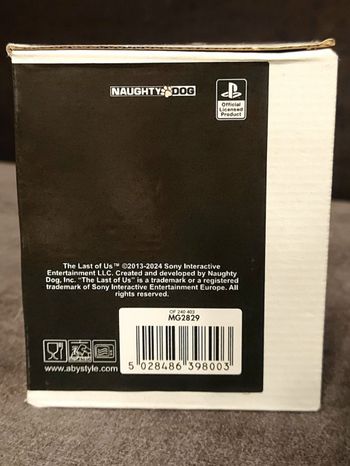 NAUGHTY DOG
Official
Licensed
Product
The Last of Us™ ©2013-2024 Sony Interactive
Entertainment LLC. Created and developed by Naughty
Dog, Inc. "The Last of Us" is a trademark or a registered
trademark of Sony Interactive Entertainment Europe. All
rights reserved.
OF 240 403
MG2829
5 028486 398003
www.abystyle.com